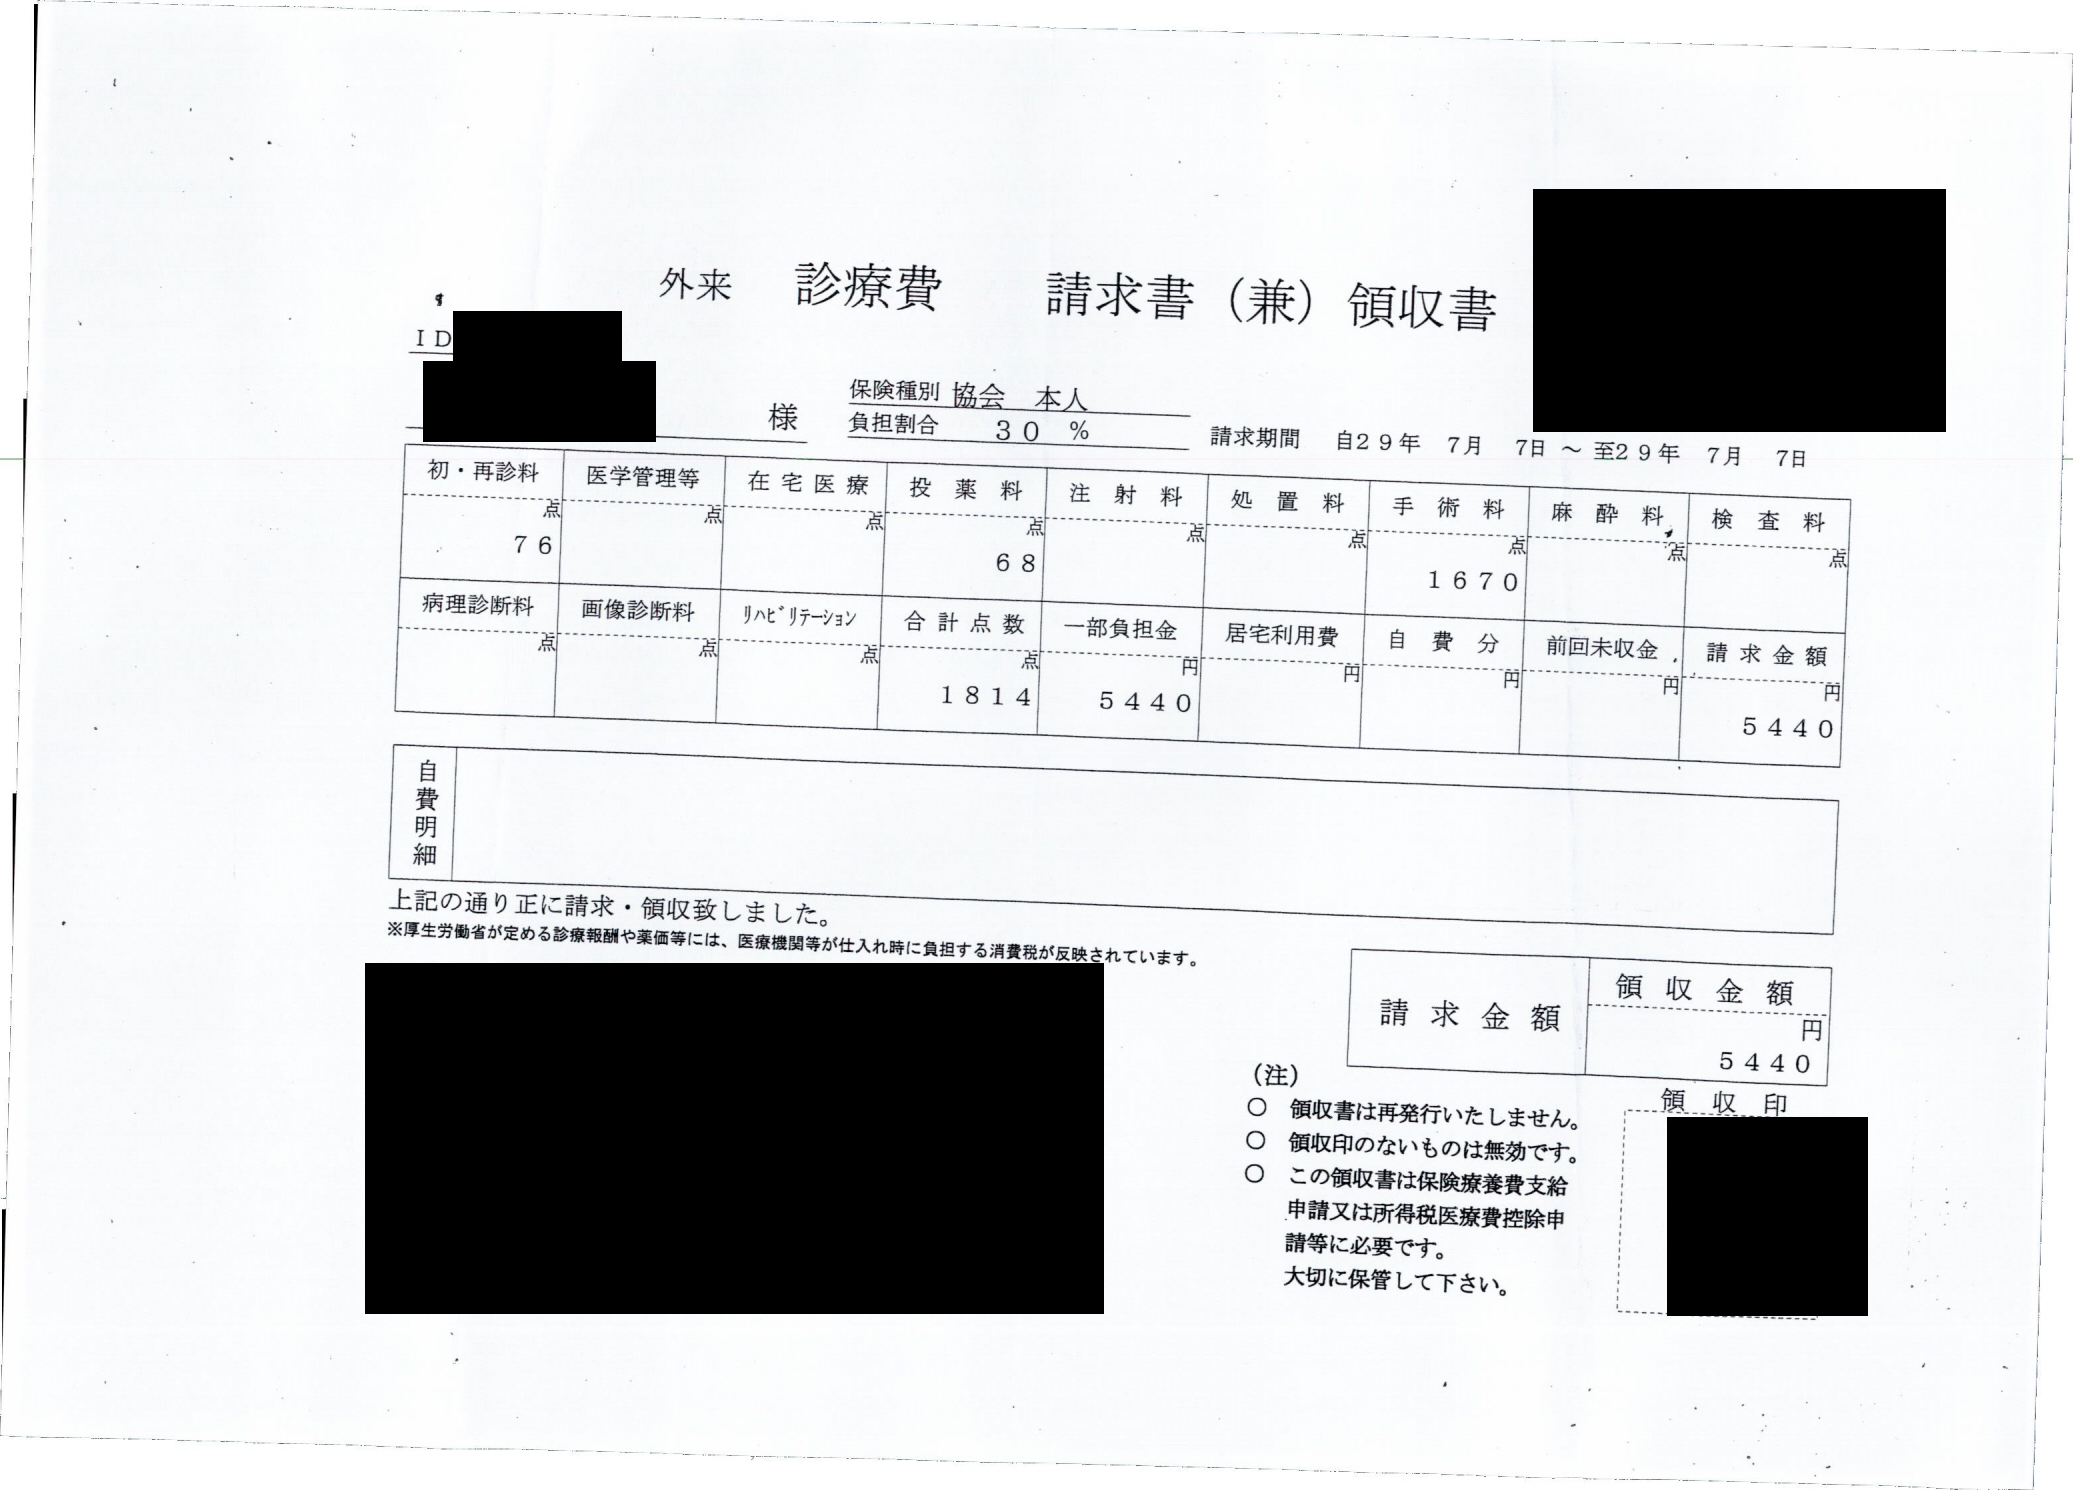 外来　診療費　請求書（兼）領収書
ＩＤ
様
保険種別 協会　本人
負担割合　３０　％
請求期間　自２９年　７月　７日　～　至２９年　７月　７日
初・再診料　医学管理等　在宅医療　投薬料　注射料　処置料　手術料　麻酔料　検査料
点　点　点　点　点　点　点　点　点
７６　６８　１６７０
病理診断料　画像診断料　ﾘﾊﾋﾞﾘﾃｰｼｮﾝ　合計点数　一部負担金　居宅利用費　自費分　前回未収金　請求金額
点　点　点　点　円　円　円　円　円
１８１４　５４４０　５４４０
自費明細
上記の通り正に請求・領収致しました。
※厚生労働省が定める診療報酬や薬価等には、医療機関等が仕入れ時に負担する消費税が反映されています。
請求金額　領収金額
円
５４４０
領収印
（注）
○　領収書は再発行いたしません。
○　領収印のないものは無効です。
○　この領収書は保険療養費支給
申請又は所得税医療費控除申
請等に必要です。
大切に保管して下さい。